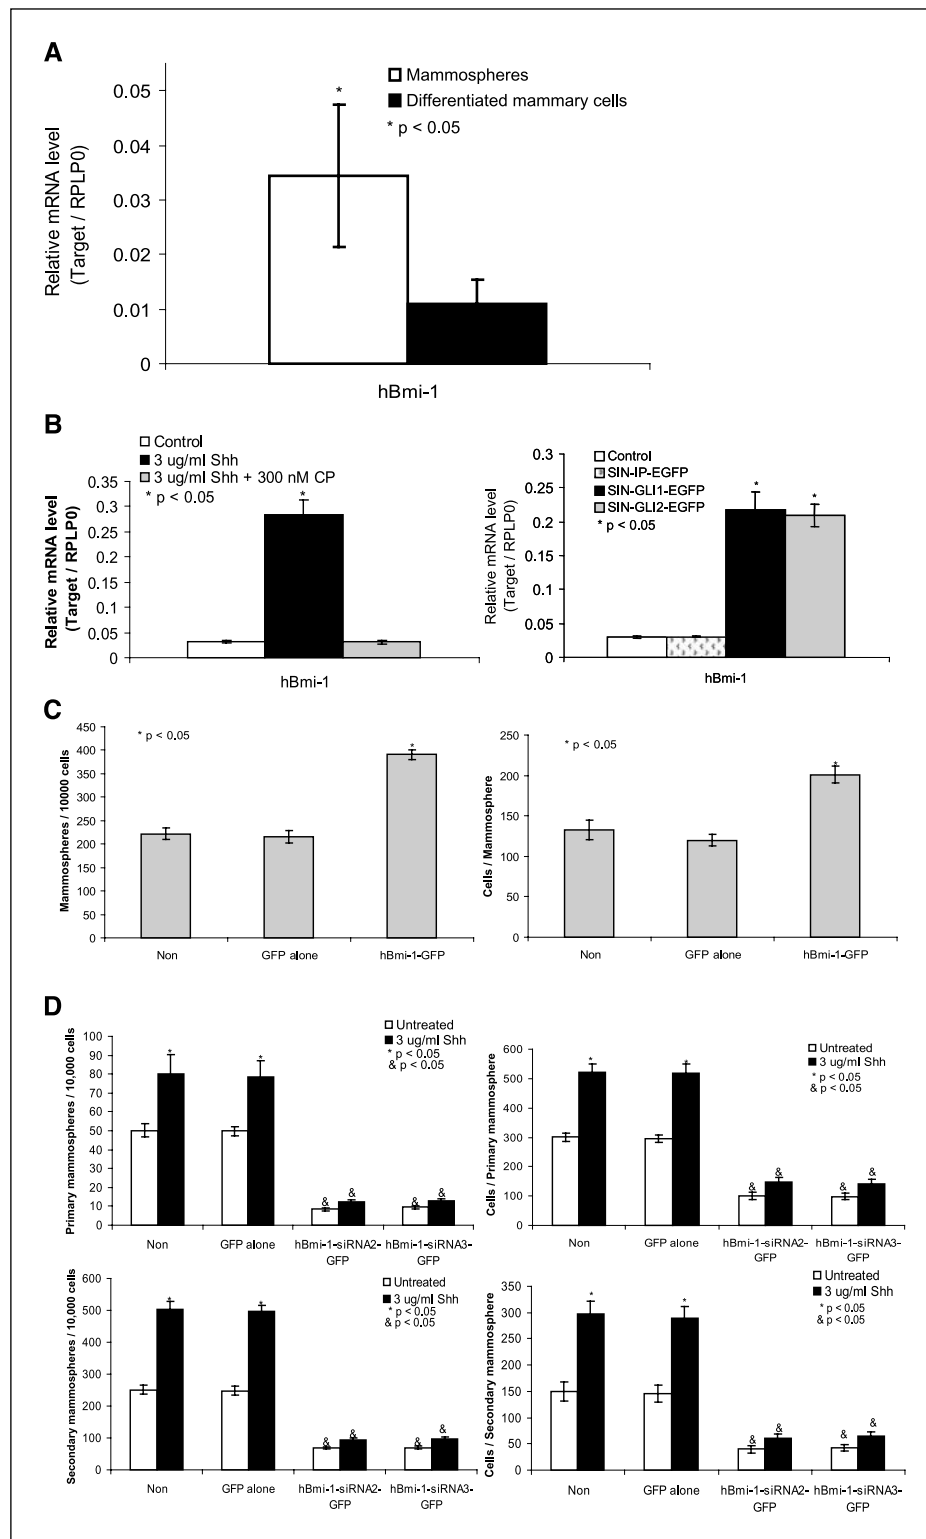 A
Mammospheres
Differentiated mammary cells
* p < 0.05
*
Relative mRNA level
(Target / RPLP0)
0.05
0.04
0.03
0.02
0.01
0
hBmi-1
B
Control
3 ug/ml Shh
3 ug/ml Shh + 300 nM CP
* p < 0.05
*
Relative mRNA level
(Target / RPLP0)
0.35
0.3
0.25
0.2
0.15
0.1
0.05
0
hBmi-1
Control
SIN-IP-EGFP
SIN-GLI1-EGFP
SIN-GLI2-EGFP
* p < 0.05
* *
Relative mRNA level
(Target / RPLP0)
0.3
0.25
0.2
0.15
0.1
0.05
0
hBmi-1
C
* p < 0.05
*
Mammospheres / 10000 cells
450
400
350
300
250
200
150
100
50
0
Non GFP alone hBmi-1-GFP
* p < 0.05
*
Cells / Mammosphere
250
200
150
100
50
0
Non GFP alone hBmi-1-GFP
D
Untreated
3 ug/ml Shh
* p < 0.05
& p < 0.05
* *
& & & &
Primary mammospheres / 10,000 cells
100
90
80
70
60
50
40
30
20
10
0
Non GFP alone hBmi-1-siRNA2- hBmi-1-siRNA3-
GFP GFP
Untreated
3 ug/ml Shh
* p < 0.05
& p < 0.05
* *
& & & &
Cells / Primary mammosphere
600
500
400
300
200
100
0
Non GFP alone hBmi-1-siRNA2- hBmi-1-siRNA3-
GFP GFP
Untreated
3 ug/ml Shh
* p < 0.05
& p < 0.05
* *
& & & &
Secondary mammospheres / 10,000 cells
600
500
400
300
200
100
0
Non GFP alone hBmi-1-siRNA2- hBmi-1-siRNA3-
GFP GFP
Untreated
3 ug/ml Shh
* p < 0.05
& p < 0.05
* *
& & & &
Cells / Secondary mammosphere
350
300
250
200
150
100
50
0
Non GFP alone hBmi-1-siRNA2- hBmi-1-siRNA3-
GFP GFP